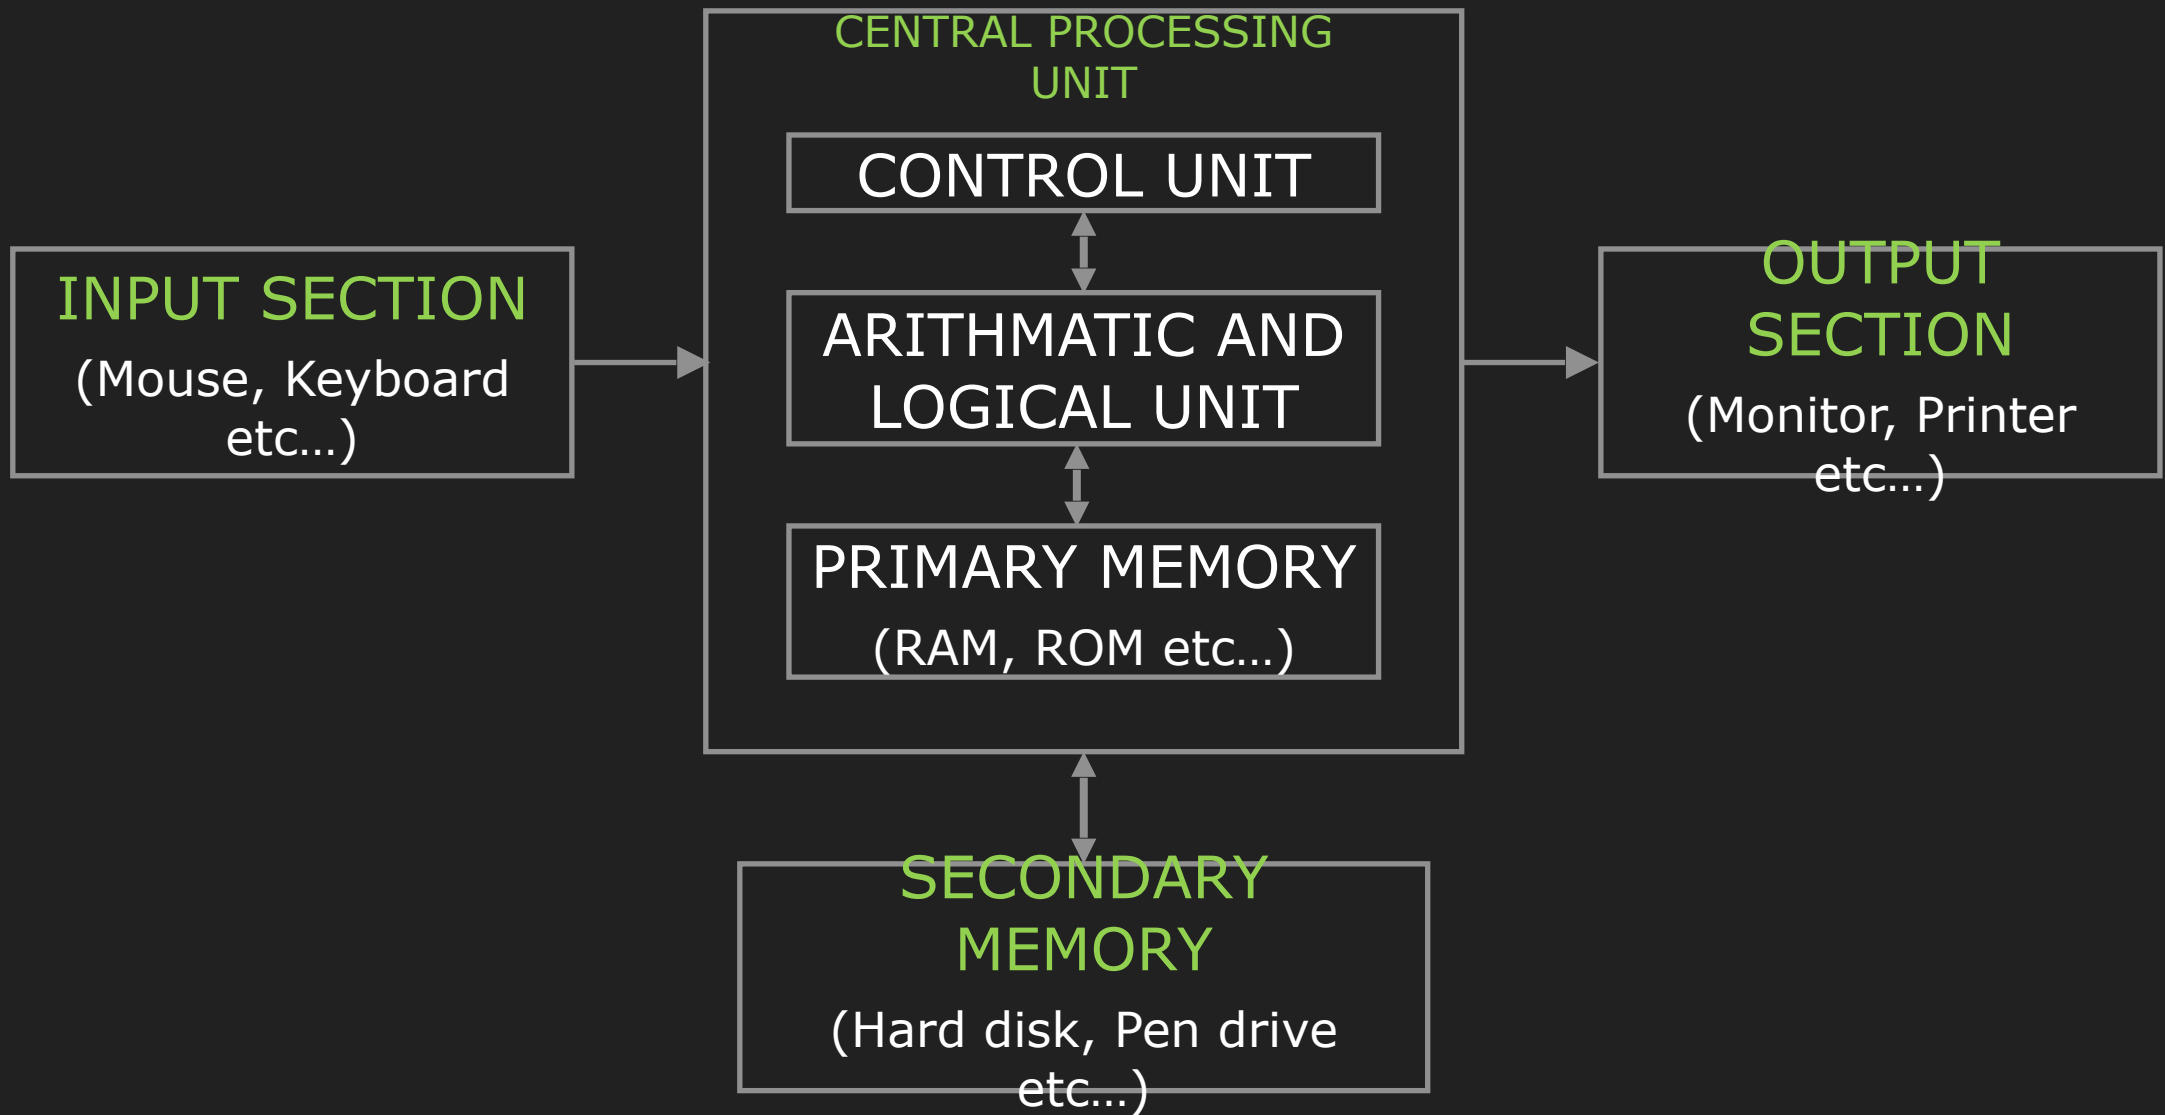 CENTRAL PROCESSING
UNIT
CONTROL UNIT
INPUT SECTION
(Mouse, Keyboard
etc…)
ARITHMATIC AND
LOGICAL UNIT
OUTPUT
SECTION
(Monitor, Printer
etc…)
PRIMARY MEMORY
(RAM, ROM etc…)
SECONDARY
MEMORY
(Hard disk, Pen drive
etc…)